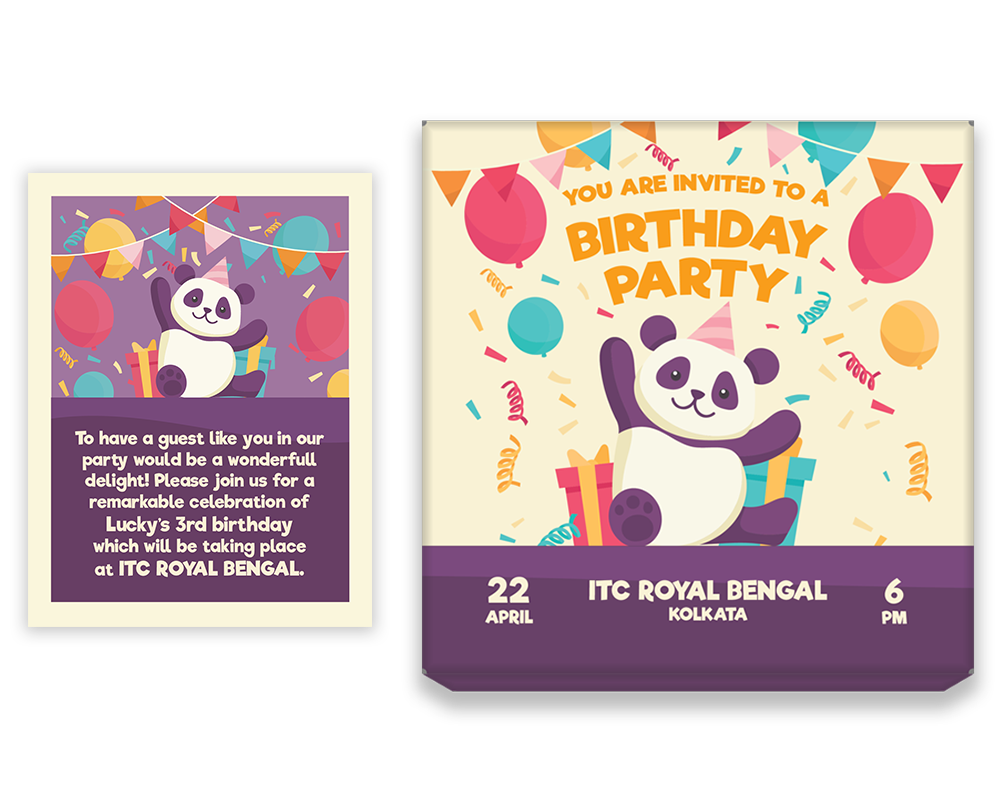 To have a guest like you in our
party would be a wonderfull
delight! Please join us for a
remarkable celebration of
Lucky's 3rd birthday
which will be taking place
at ITC ROYAL BENGAL.
YOU ARE INVITED TO A
BIRTHDAY
PARTY
22
APRIL
ITC ROYAL BENGAL
KOLKATA
6
PM